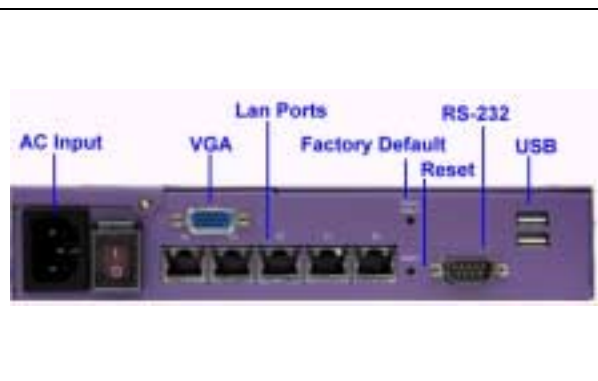 Lan Ports
RS-232
AC Input
VGA
Factory Default
USB
Reset